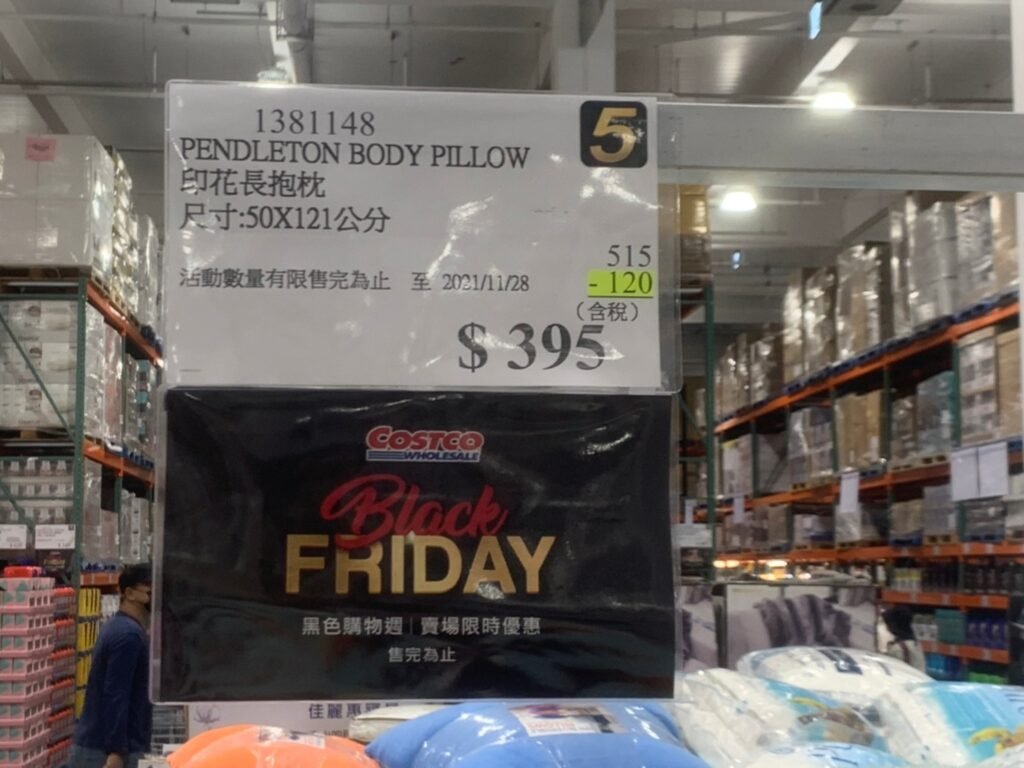 1381148
5
PENDLETON BODY PILLOW
印花長抱枕
尺寸:50X121公分
515
活動數量有限售完為止 至 2021/11/28
- 120
(含稅)
$ 395
COSTCO
WHOLESALE
Black
FRIDAY
黑色購物週 | 賣場限時優惠
售完為止